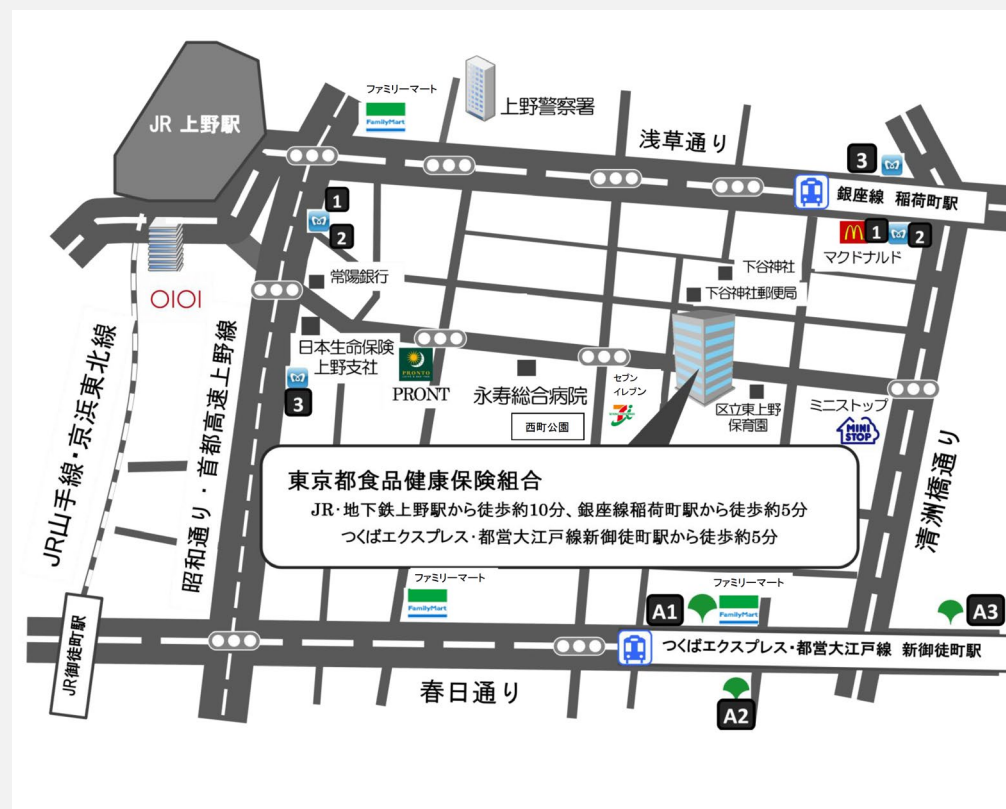 ファミリーマート
FamilyMart
上野警察署
JR 上野駅
浅草通り
3
銀座線 稲荷町駅
1
2
1
2
マクドナルド
下谷神社
下谷神社郵便局
常陽銀行
OIOI
日本生命保険
上野支社
3
PRONTO
PRONT
永寿総合病院
西町公園
セブン
イレブン
区立東上野
保育園
ミニストップ
MINI
STOP
JR山手線・京浜東北線
昭和通り・首都高速上野線
清洲橋通り
東京都食品健康保険組合
JR・地下鉄上野駅から徒歩約10分、銀座線稲荷町駅から徒歩約5分
つくばエクスプレス・都営大江戸線新御徒町駅から徒歩約5分
ファミリーマート
FamilyMart
ファミリーマート
FamilyMart
A1
A3
JR御徒町駅
つくばエクスプレス・都営大江戸線 新御徒町駅
春日通り
A2